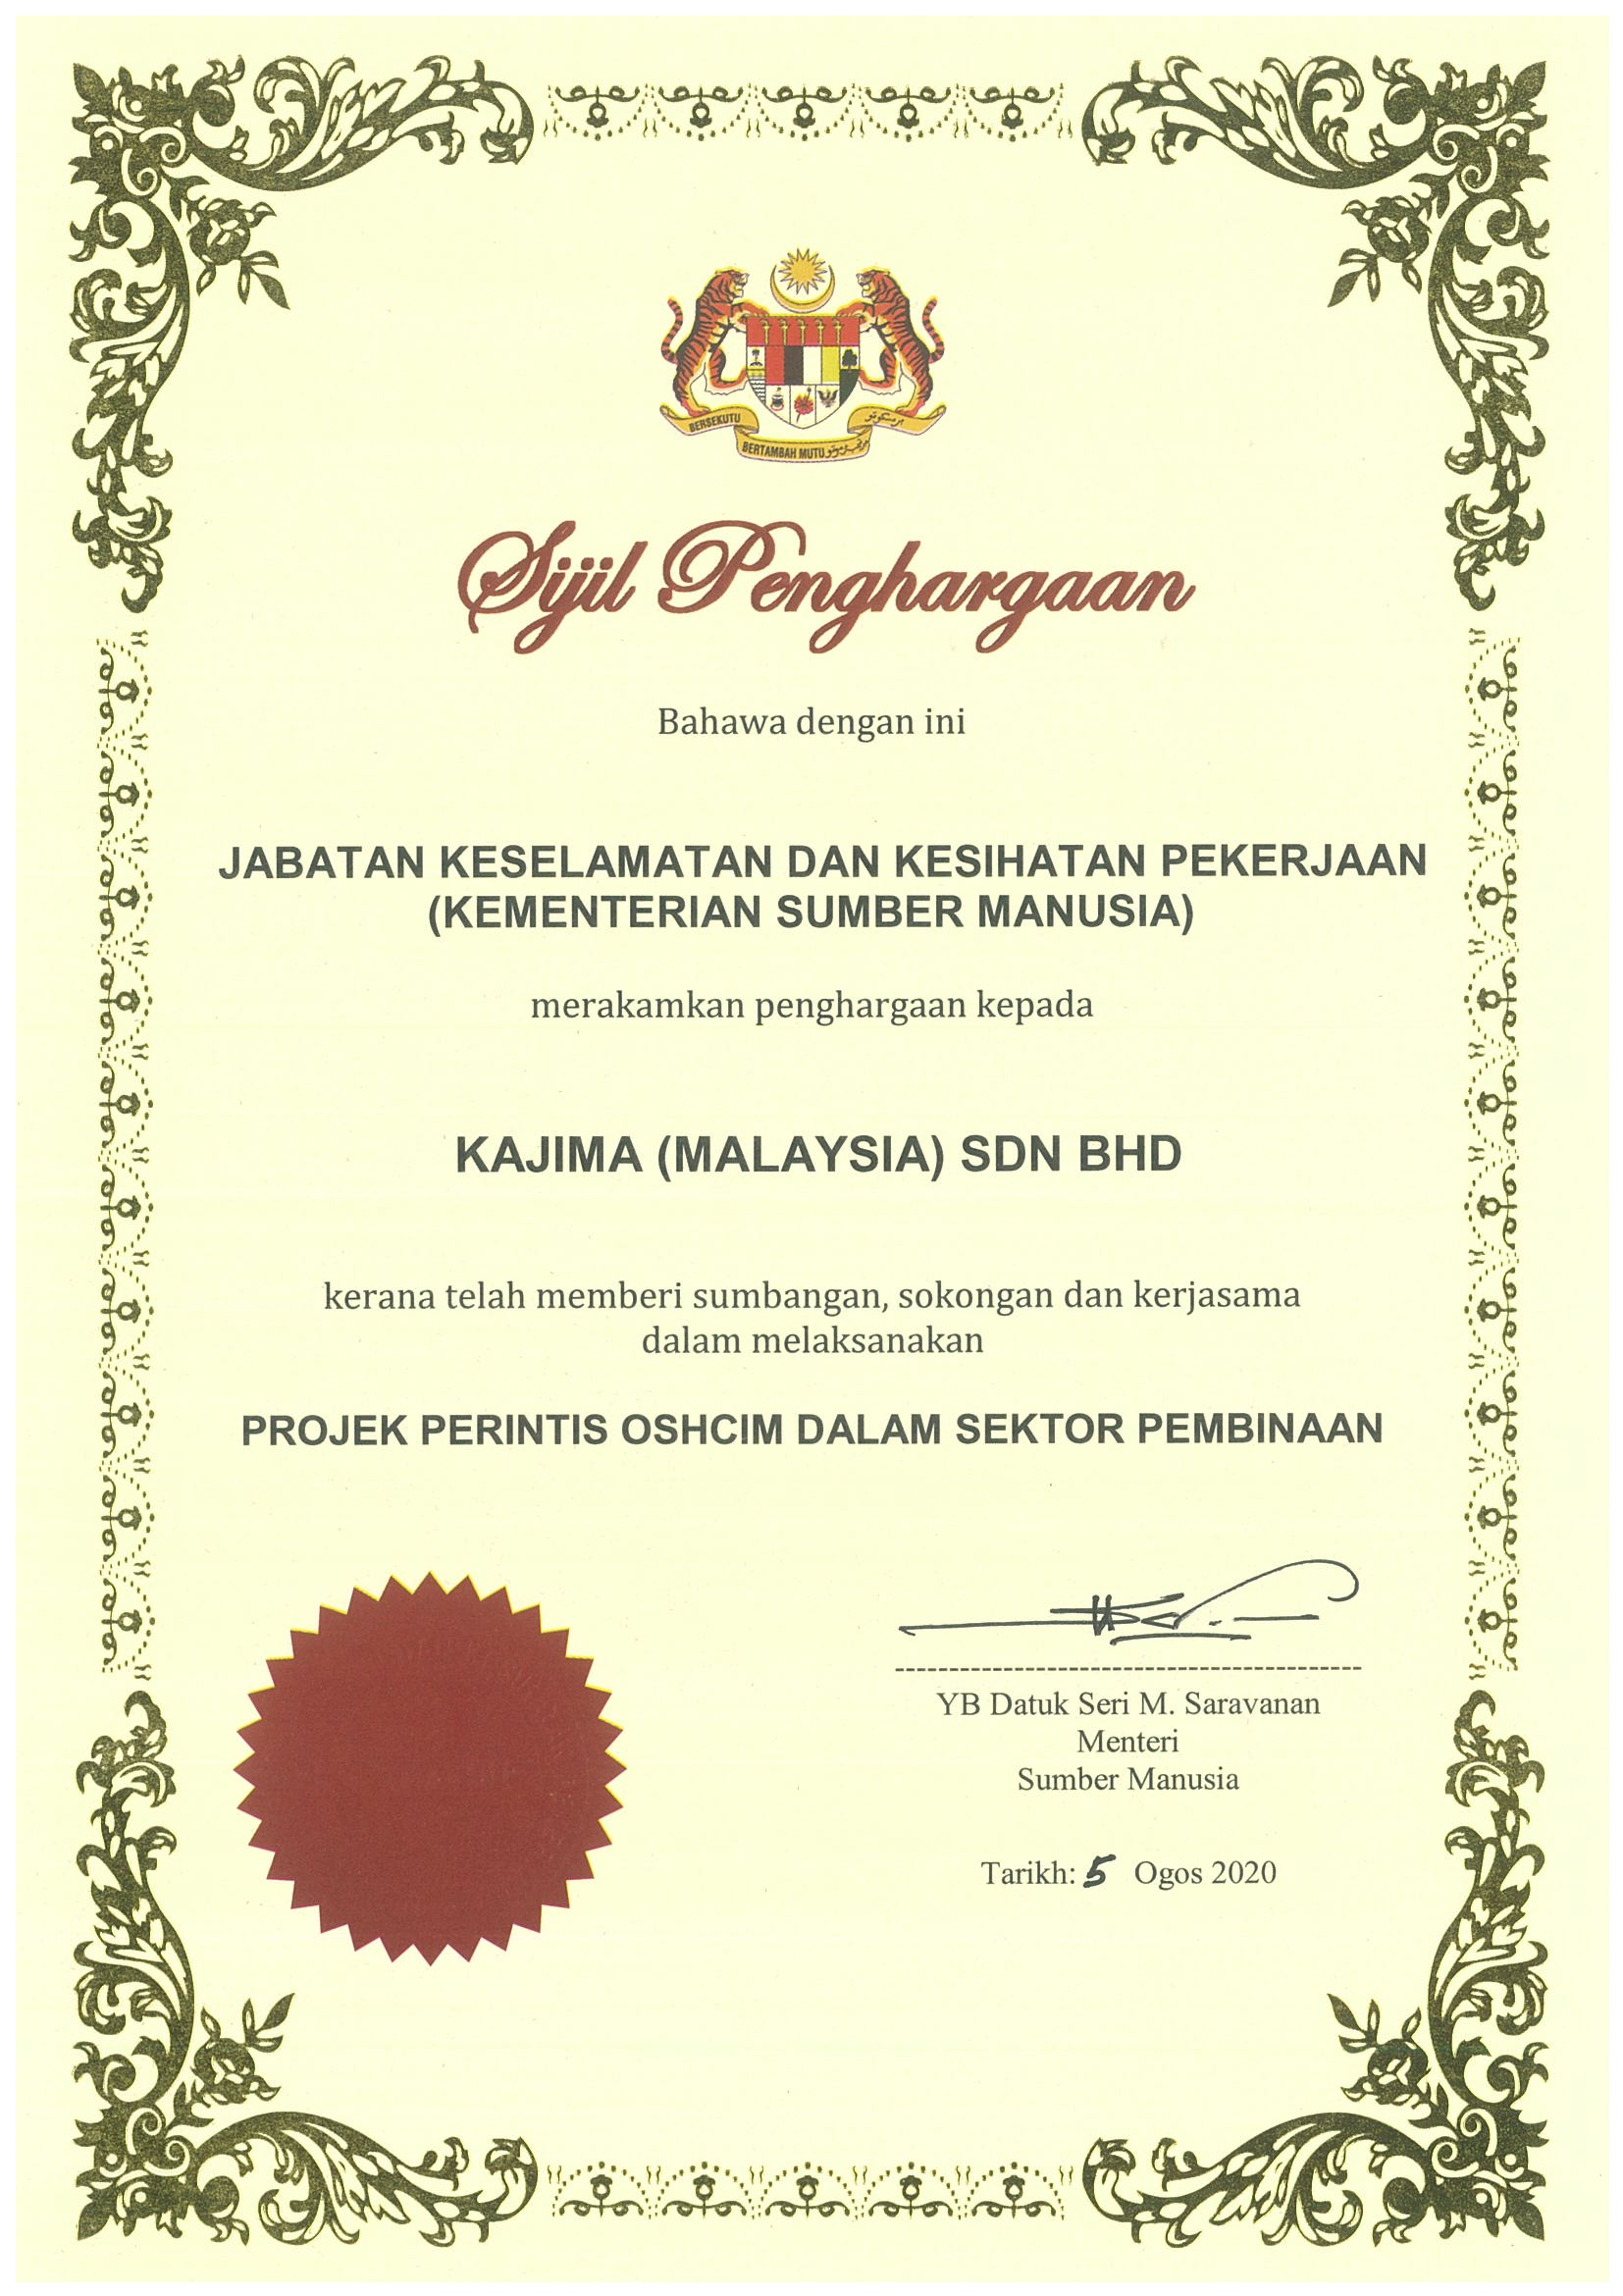 BERSEKUTU
BERTAMBAH MUTU
Sijil Penghargaan
Bahawa dengan ini
JABATAN KESELAMATAN DAN KESIHATAN PEKERJAAN
(KEMENTERIAN SUMBER MANUSIA)
merakamkan penghargaan kepada
KAJIMA (MALAYSIA) SDN BHD
kerana telah memberi sumbangan, sokongan dan kerjasama
dalam melaksanakan
PROJEK PERINTIS OSHCIM DALAM SEKTOR PEMBINAAN
YB Datuk Seri M. Saravanan
Menteri
Sumber Manusia
Tarikh: 5 Ogos 2020